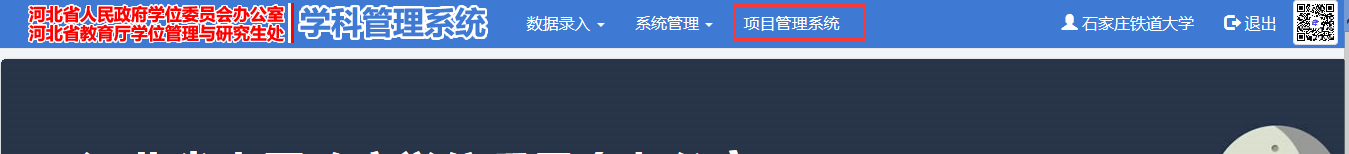 河北省人民政府学位委员会办公室
河北省教育厅学位管理与研究生处
学科管理系统
数据录入
系统管理
项目管理系统
石家庄铁道大学
退出